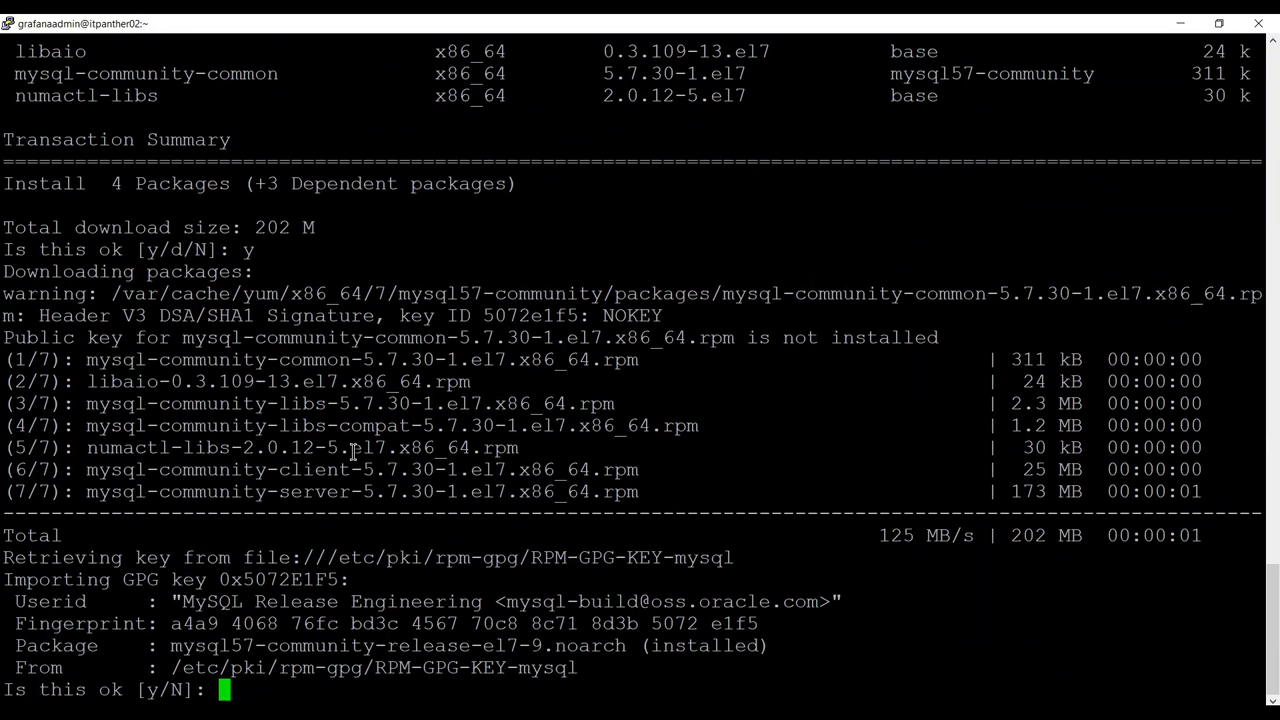 grafanaadmin@itpanther02:~
libaio x86_64 0.3.109-13.el7 base 24 k
mysql-community-common x86_64 5.7.30-1.el7 mysql57-community 311 k
numactl-libs x86_64 2.0.12-5.el7 base 30 k
Transaction Summary
================================================================================
Install 4 Packages (+3 Dependent packages)
Total download size: 202 M
Is this ok [y/d/N]: y
Downloading packages:
warning: /var/cache/yum/x86_64/7/mysql57-community/packages/mysql-community-common-5.7.30-1.el7.x86_64.rp
m: Header V3 DSA/SHA1 Signature, key ID 5072e1f5: NOKEY
Public key for mysql-community-common-5.7.30-1.el7.x86_64.rpm is not installed
(1/7): mysql-community-common-5.7.30-1.el7.x86_64.rpm | 311 kB 00:00:00
(2/7): libaio-0.3.109-13.el7.x86_64.rpm | 24 kB 00:00:00
(3/7): mysql-community-libs-5.7.30-1.el7.x86_64.rpm | 2.3 MB 00:00:00
(4/7): mysql-community-libs-compat-5.7.30-1.el7.x86_64.rpm | 1.2 MB 00:00:00
(5/7): numactl-libs-2.0.12-5.el7.x86_64.rpm | 30 kB 00:00:00
(6/7): mysql-community-client-5.7.30-1.el7.x86_64.rpm | 25 MB 00:00:00
(7/7): mysql-community-server-5.7.30-1.el7.x86_64.rpm | 173 MB 00:00:01
--------------------------------------------------------------------------------
Total 125 MB/s | 202 MB 00:00:01
Retrieving key from file:///etc/pki/rpm-gpg/RPM-GPG-KEY-mysql
Importing GPG key 0x5072E1F5:
Userid : "MySQL Release Engineering <mysql-build@oss.oracle.com>"
Fingerprint: a4a9 4068 76fc bd3c 4567 70c8 8c71 8d3b 5072 e1f5
Package : mysql57-community-release-el7-9.noarch (installed)
From : /etc/pki/rpm-gpg/RPM-GPG-KEY-mysql
Is this ok [y/N]: